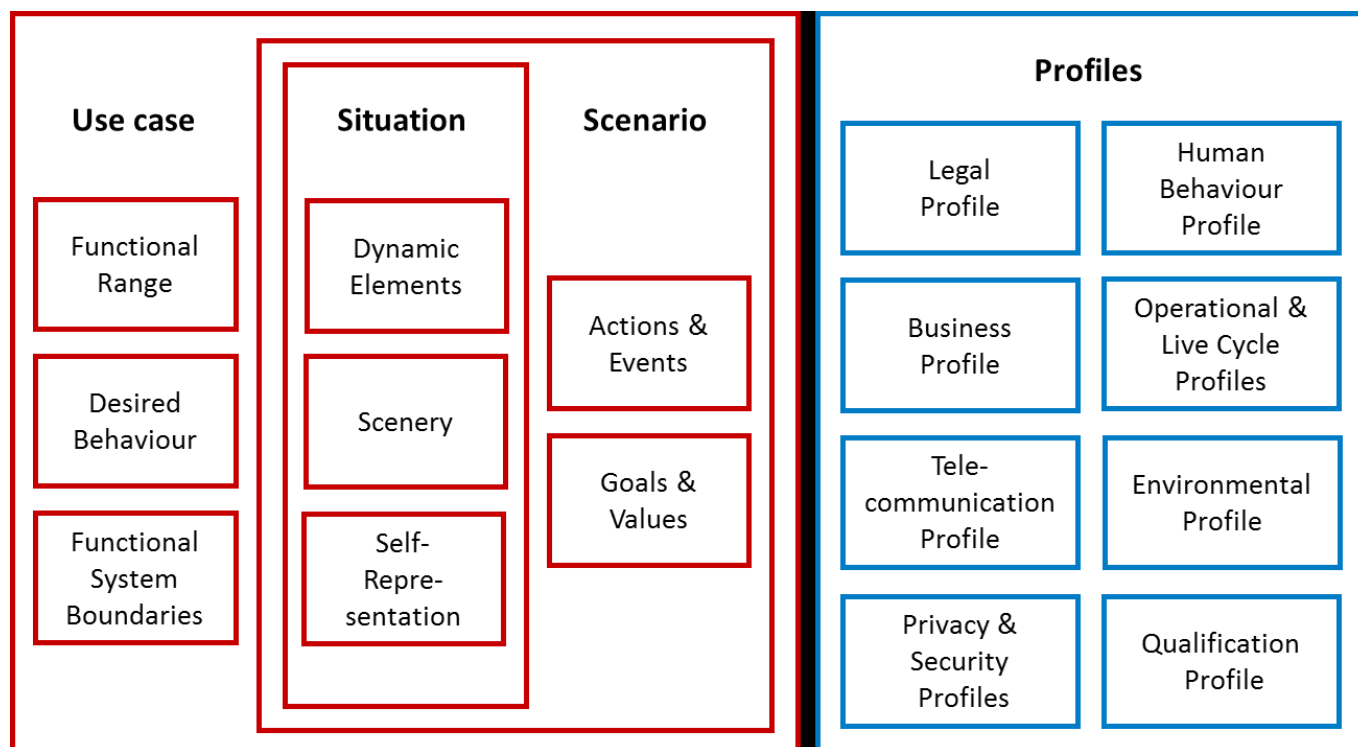 Use case
Functional
Range
Desired
Behaviour
Functional
System
Boundaries
Situation
Dynamic
Elements
Scenery
Self-
Repre-
sentation
Scenario
Actions &
Events
Goals &
Values
Profiles
Legal
Profile
Human
Behaviour
Profile
Business
Profile
Operational &
Live Cycle
Profiles
Tele-
communication
Profile
Environmental
Profile
Privacy &
Security
Profiles
Qualification
Profile